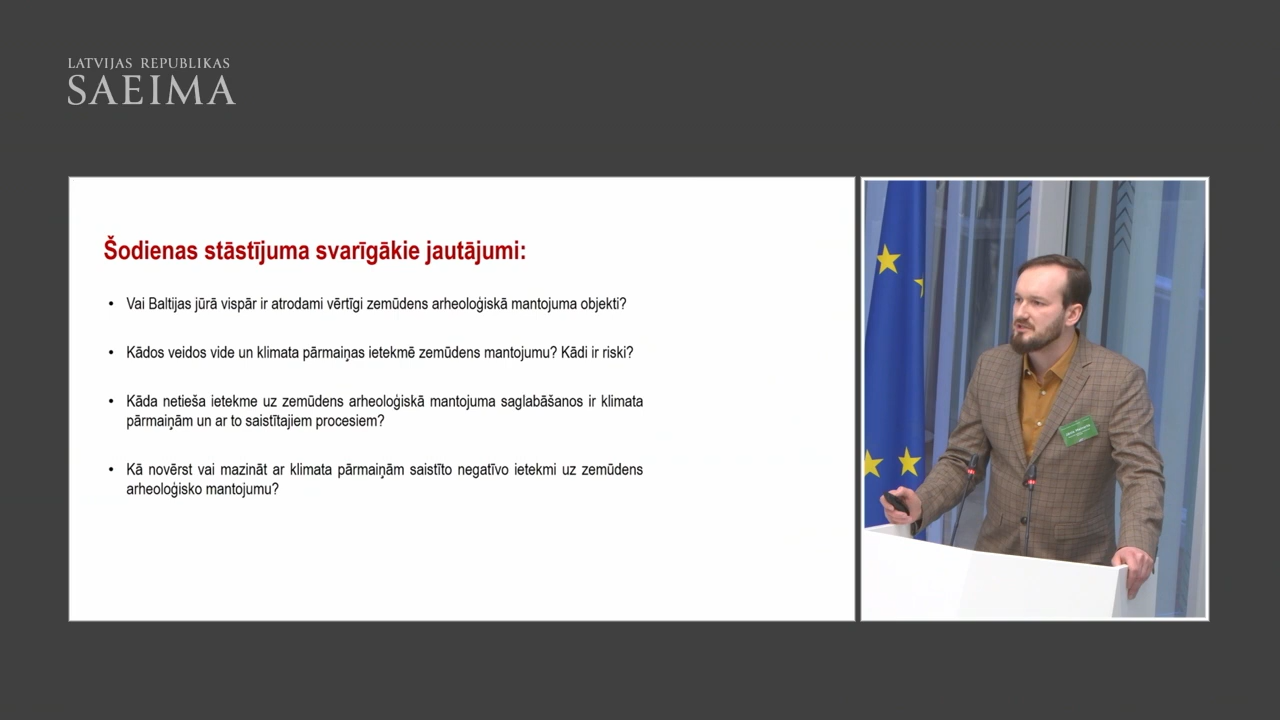 LATVIJAS REPUBLIKAS
SAEIMA
Šodienas stāstījuma svarīgākie jautājumi:
• Vai Baltijas jūrā vispār ir atrodami vērtīgi zemūdens arheoloģiskā mantojuma objekti?
• Kādos veidos vide un klimata pārmaiņas ietekmē zemūdens mantojumu? Kādi ir riski?
• Kāda netieša ietekme uz zemūdens arheoloģiskā mantojuma saglabāšanos ir klimata
pārmaiņām un ar to saistītajiem procesiem?
• Kā novērst vai mazināt ar klimata pārmaiņām saistīto negatīvo ietekmi uz zemūdens
arheoloģisko mantojumu?